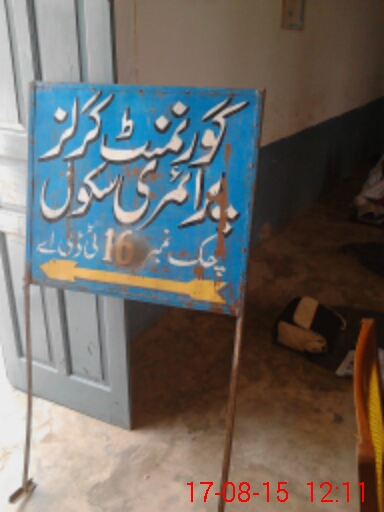 گورنمنٹ گرلز
پرائمری سکول
چک نمبر 16 ٹی ڈی اے
17-08-15 12:11